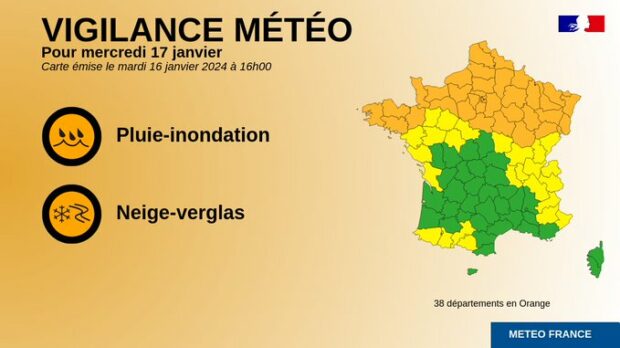 VIGILANCE MÉTÉO
Pour mercredi 17 janvier
Carte émise le mardi 16 janvier 2024 à 16h00
Pluie-inondation
Neige-verglas
38 départements en Orange
METEO FRANCE